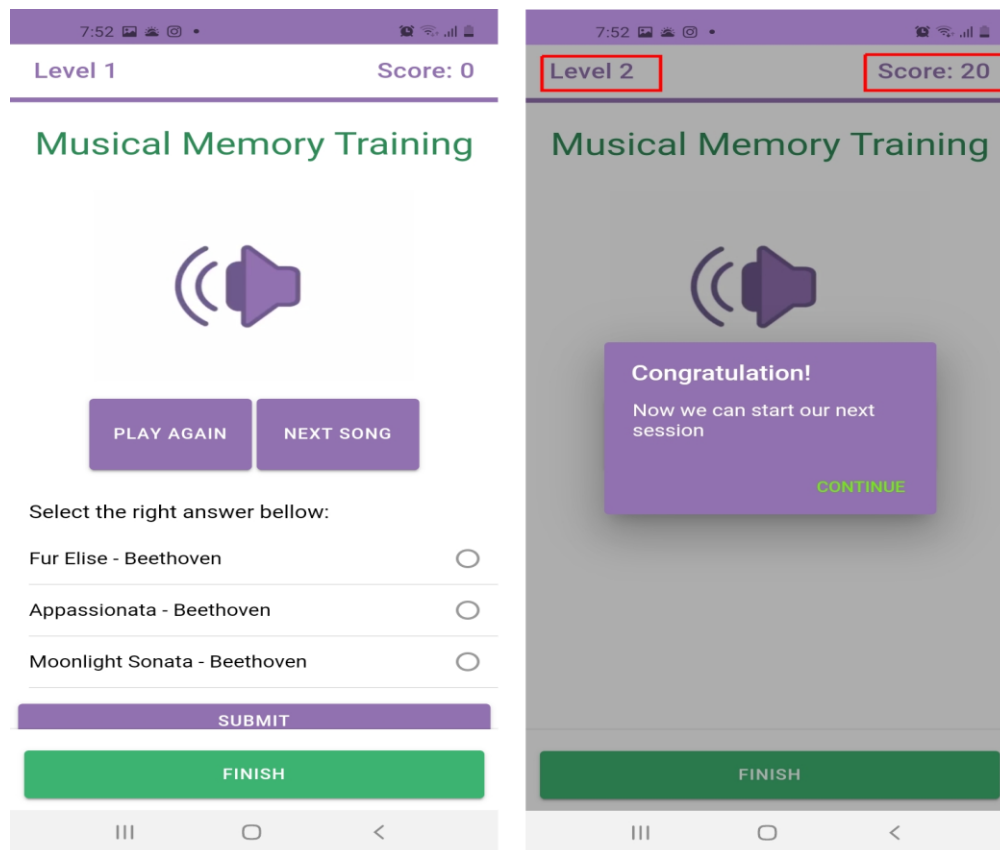 7:52
Level 1 Score: 0
Musical Memory Training
PLAY AGAIN NEXT SONG
Select the right answer bellow:
Fur Elise - Beethoven
Appassionata - Beethoven
Moonlight Sonata - Beethoven
SUBMIT
FINISH
7:52
Level 2 Score: 20
Musical Memory Training
Congratulation!
Now we can start our next
session
CONTINUE
FINISH